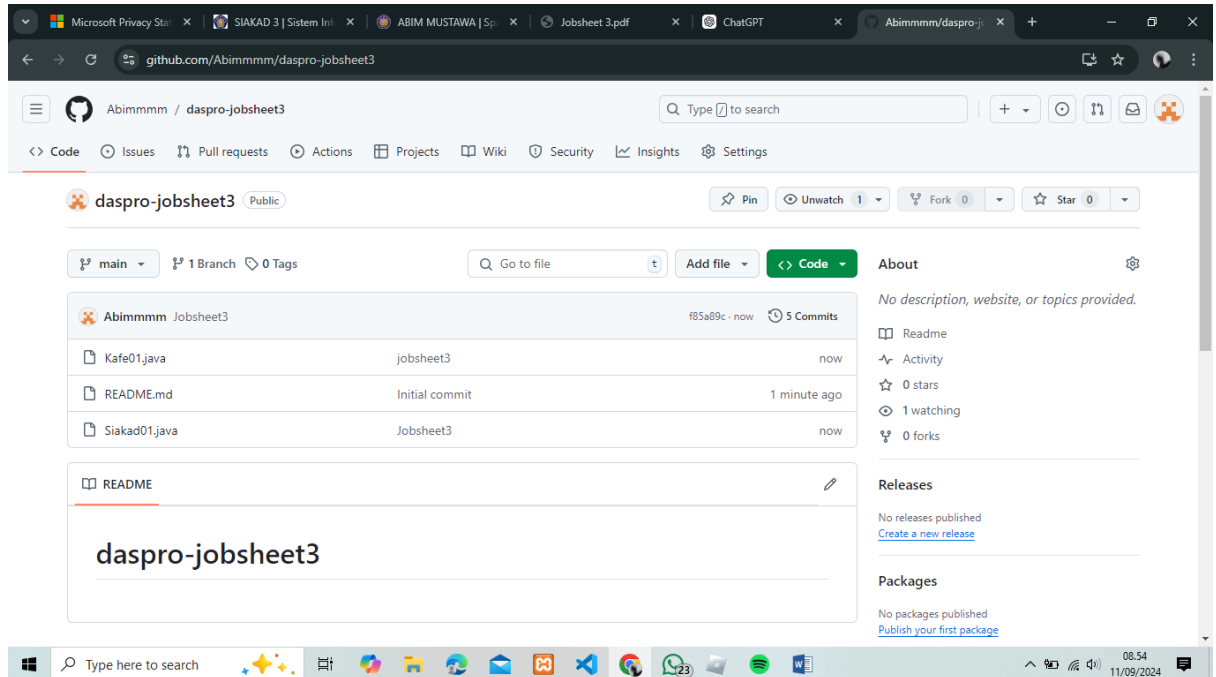 Microsoft Privacy Stat
SIAKAD 3 | Sistem Inf
ABIM MUSTAWA | Sp
Jobsheet 3.pdf
ChatGPT
Abimmmm/daspro-jo
github.com/Abimmmm/daspro-jobsheet3
Abimmmm / daspro-jobsheet3
Type / to search
<> Code Issues Pull requests Actions Projects Wiki Security Insights Settings
daspro-jobsheet3 Public
Pin Unwatch 1 Fork 0 Star 0
main 1 Branch 0 Tags Go to file t Add file <> Code
Abimmmm Jobsheet3 f85a89c · now 5 Commits
Kafe01.java jobsheet3 now
README.md Initial commit 1 minute ago
Siakad01.java Jobsheet3 now
README
daspro-jobsheet3
About
No description, website, or topics provided.
Readme
Activity
0 stars
1 watching
0 forks
Releases
No releases published
Create a new release
Packages
No packages published
Publish your first package
Type here to search
23
08.54
11/09/2024